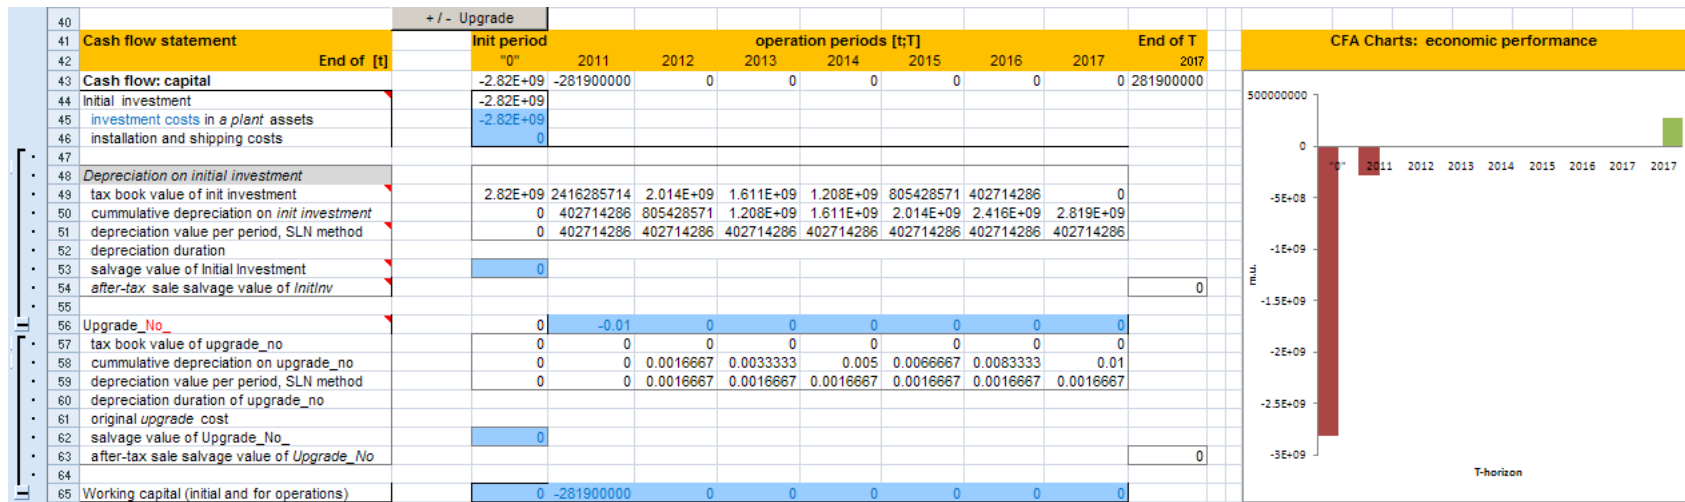 40 + / - Upgrade
41 Cash flow statement Init period operation periods [t;T] End of T
42 End of [t] "0" 2011 2012 2013 2014 2015 2016 2017 2017
43 Cash flow: capital -2.82E+09 -281900000 0 0 0 0 0 0 281900000
44 Initial investment -2.82E+09
45 investment costs in a plant assets -2.82E+09
46 installation and shipping costs 0
47
48 Depreciation on initial investment
49 tax book value of init investment 2.82E+09 2416285714 2.014E+09 1.611E+09 1.208E+09 805428571 402714286 0
50 cummulative depreciation on init investment 0 402714286 805428571 1.208E+09 1.611E+09 2.014E+09 2.416E+09 2.819E+09
51 depreciation value per period, SLN method 0 402714286 402714286 402714286 402714286 402714286 402714286 402714286
52 depreciation duration
53 salvage value of Initial Investment 0
54 after-tax sale salvage value of InitInv 0
55
56 Upgrade_No_ 0 -0.01 0 0 0 0 0 0
57 tax book value of upgrade_no 0 0 0 0 0 0 0 0
58 cummulative depreciation on upgrade_no 0 0 0.0016667 0.0033333 0.005 0.0066667 0.0083333 0.01
59 depreciation value per period, SLN method 0 0 0.0016667 0.0016667 0.0016667 0.0016667 0.0016667 0.0016667
60 depreciation duration of upgrade_no
61 original upgrade cost
62 salvage value of Upgrade_No_ 0
63 after-tax sale salvage value of Upgrade_No 0
64
65 Working capital (initial and for operations) 0 -281900000 0 0 0 0 0 0
CFA Charts: economic performance
500000000
0
"0" 2011 2012 2013 2014 2015 2016 2017 2017
-5E+08
-1E+09
m.u.
-1.5E+09
-2E+09
-2.5E+09
-3E+09
T-horizon